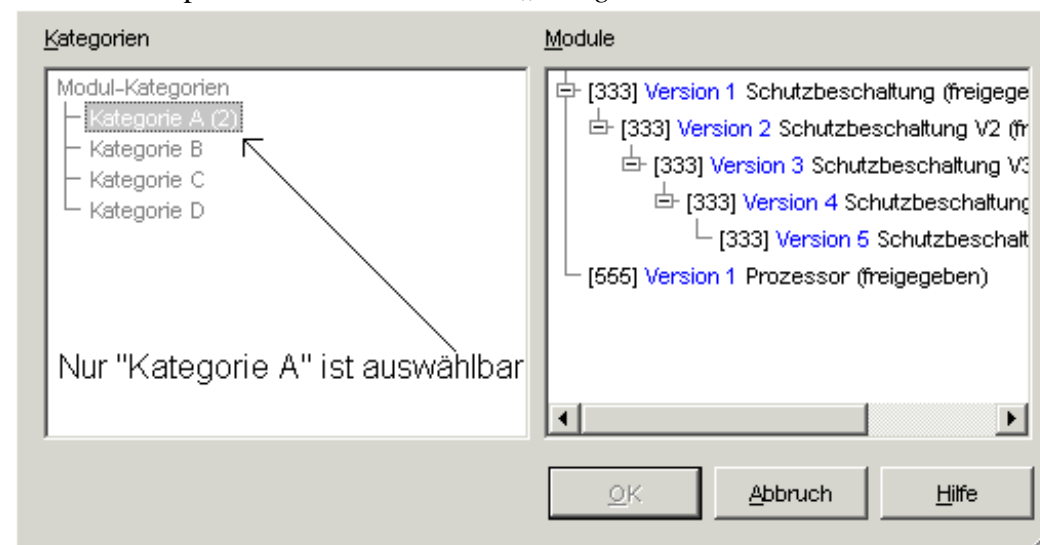 Kategorien
Modul-Kategorien
Kategorie A (2)
Kategorie B
Kategorie C
Kategorie D
Nur "Kategorie A" ist auswählbar
Module
[333] Version 1 Schutzbeschaltung (freigege
[333] Version 2 Schutzbeschaltung V2 (fr
[333] Version 3 Schutzbeschaltung V3
[333] Version 4 Schutzbeschaltung
[333] Version 5 Schutzbeschalt
[555] Version 1 Prozessor (freigegeben)
OK Abbruch Hilfe